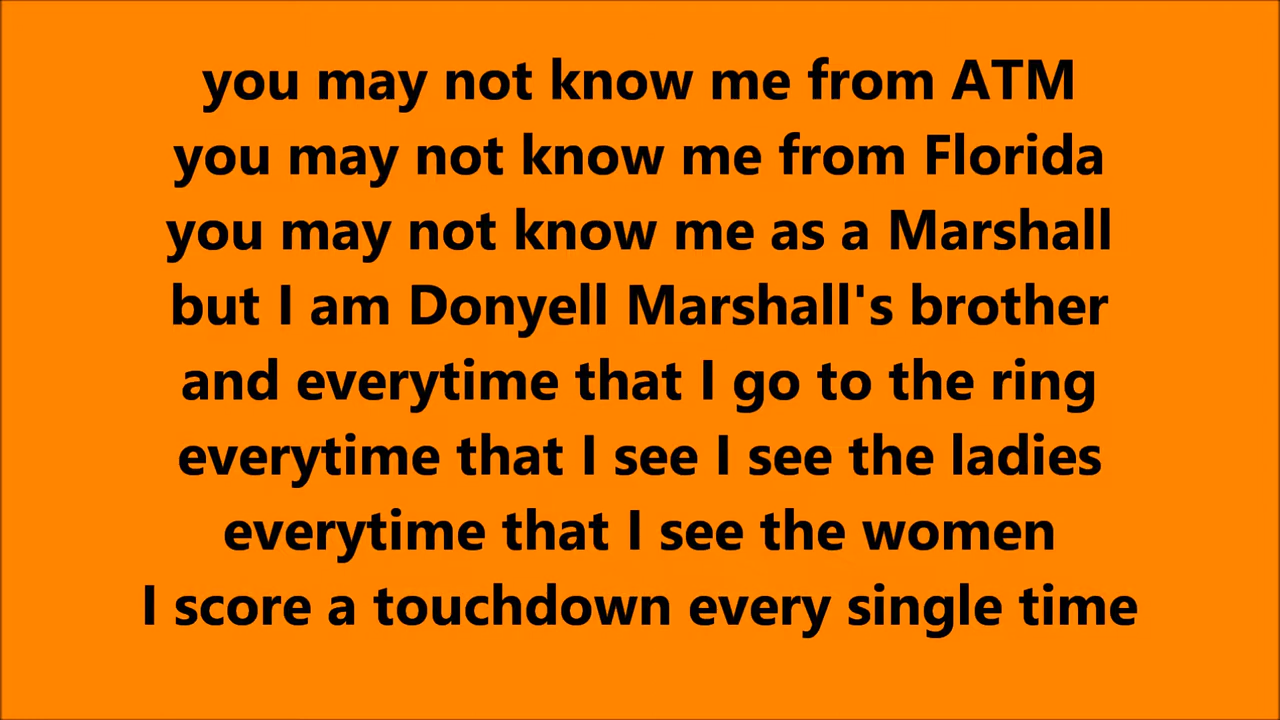 you may not know me from ATM
you may not know me from Florida
you may not know me as a Marshall
but I am Donyell Marshall's brother
and everytime that I go to the ring
everytime that I see I see the ladies
everytime that I see the women
I score a touchdown every single time